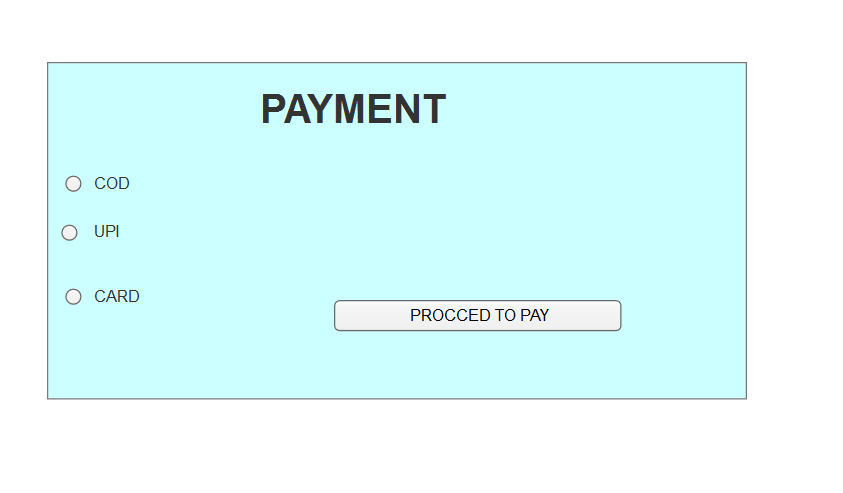 PAYMENT
COD
UPI
CARD
PROCCED TO PAY